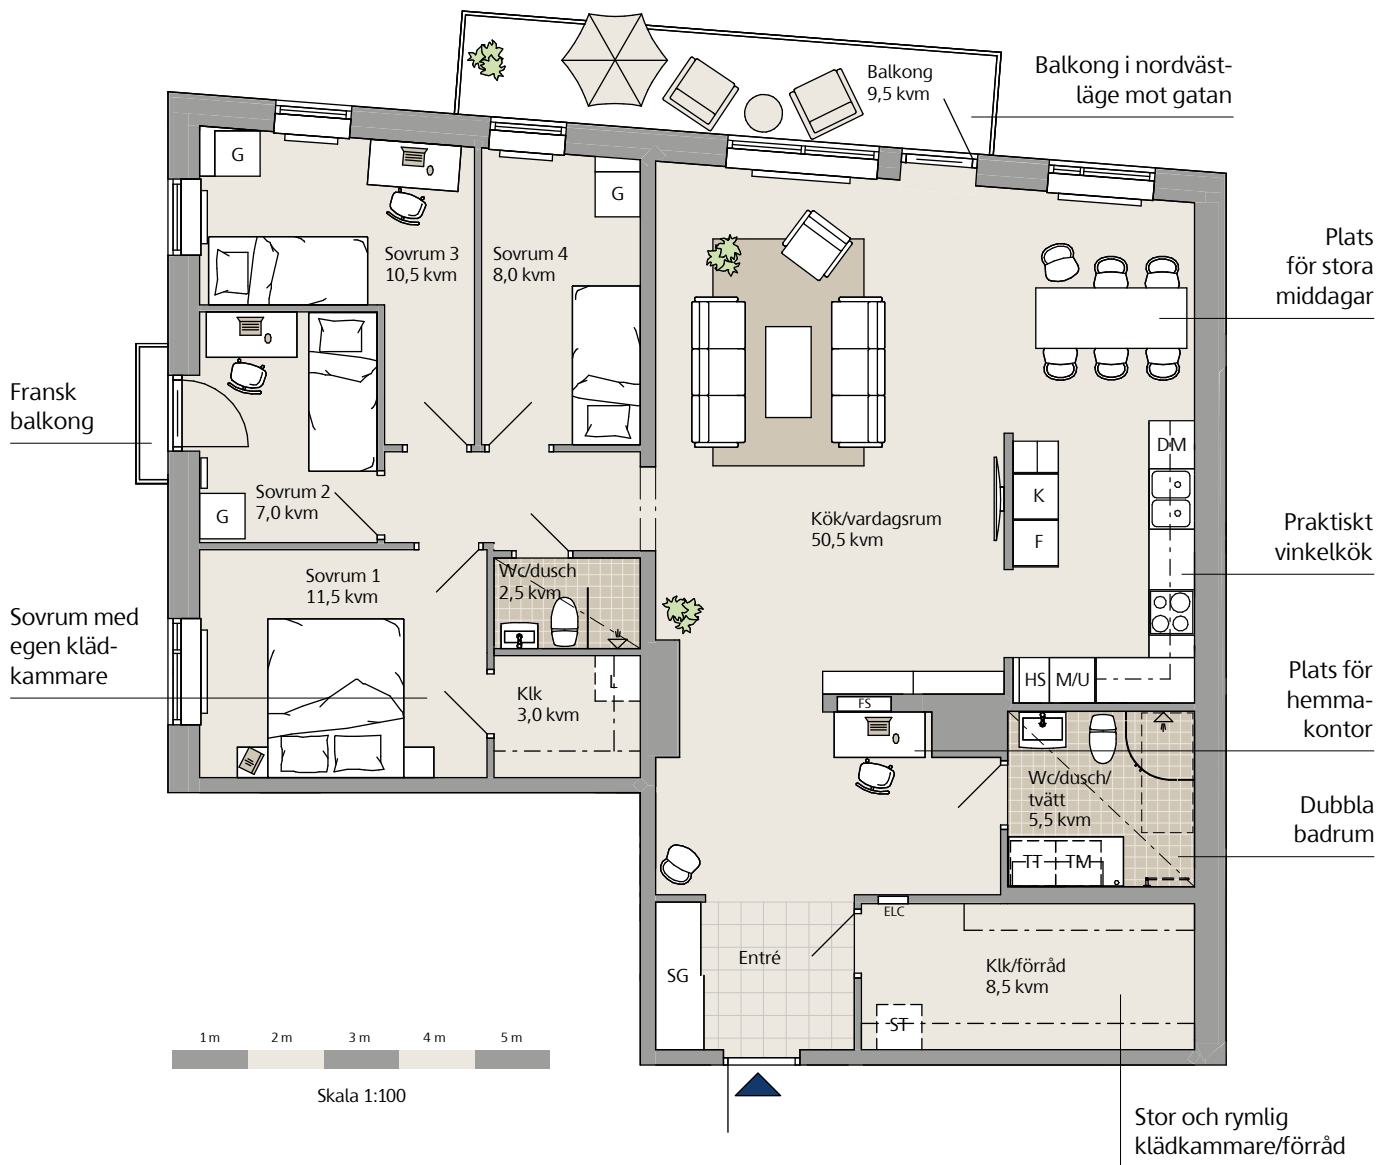 Balkong
9,5 kvm
Balkong i nordväst-
läge mot gatan
G
G
Sovrum 3
10,5 kvm
Sovrum 4
8,0 kvm
Plats
för stora
middagar
Fransk
balkong
DM
K
F
Sovrum 2
7,0 kvm
G
Kök/vardagsrum
50,5 kvm
Praktiskt
vinkelkök
Sovrum 1
11,5 kvm
Wc/dusch
2,5 kvm
Sovrum med
egen kläd-
kammare
Klk
3,0 kvm
L
HS
M/U
FS
Plats för
hemma-
kontor
Wc/dusch/
tvätt
5,5 kvm
Dubbla
badrum
TT
TM
ELC
SG
Entré
Klk/förråd
8,5 kvm
ST
1 m
2 m
3 m
4 m
5 m
Skala 1:100
Stor och rymlig
klädkammare/förråd